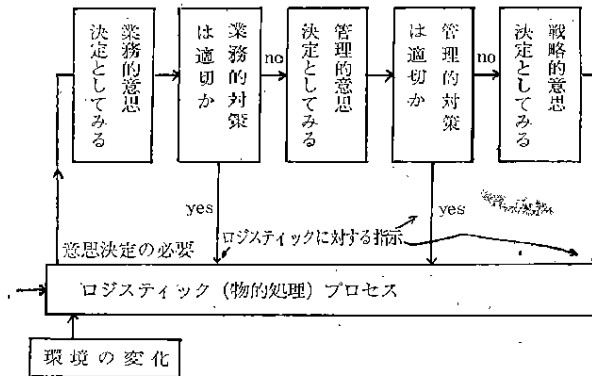 業務的意思
決定としてみる
業務的対策
は適切か
no
管理的意思
決定としてみる
管理的対策
は適切か
no
戦略的意思
決定としてみる
yes
yes
意思決定の必要
ロジスティックに対する指示
ロジスティック（物的処理）プロセス
環境の変化